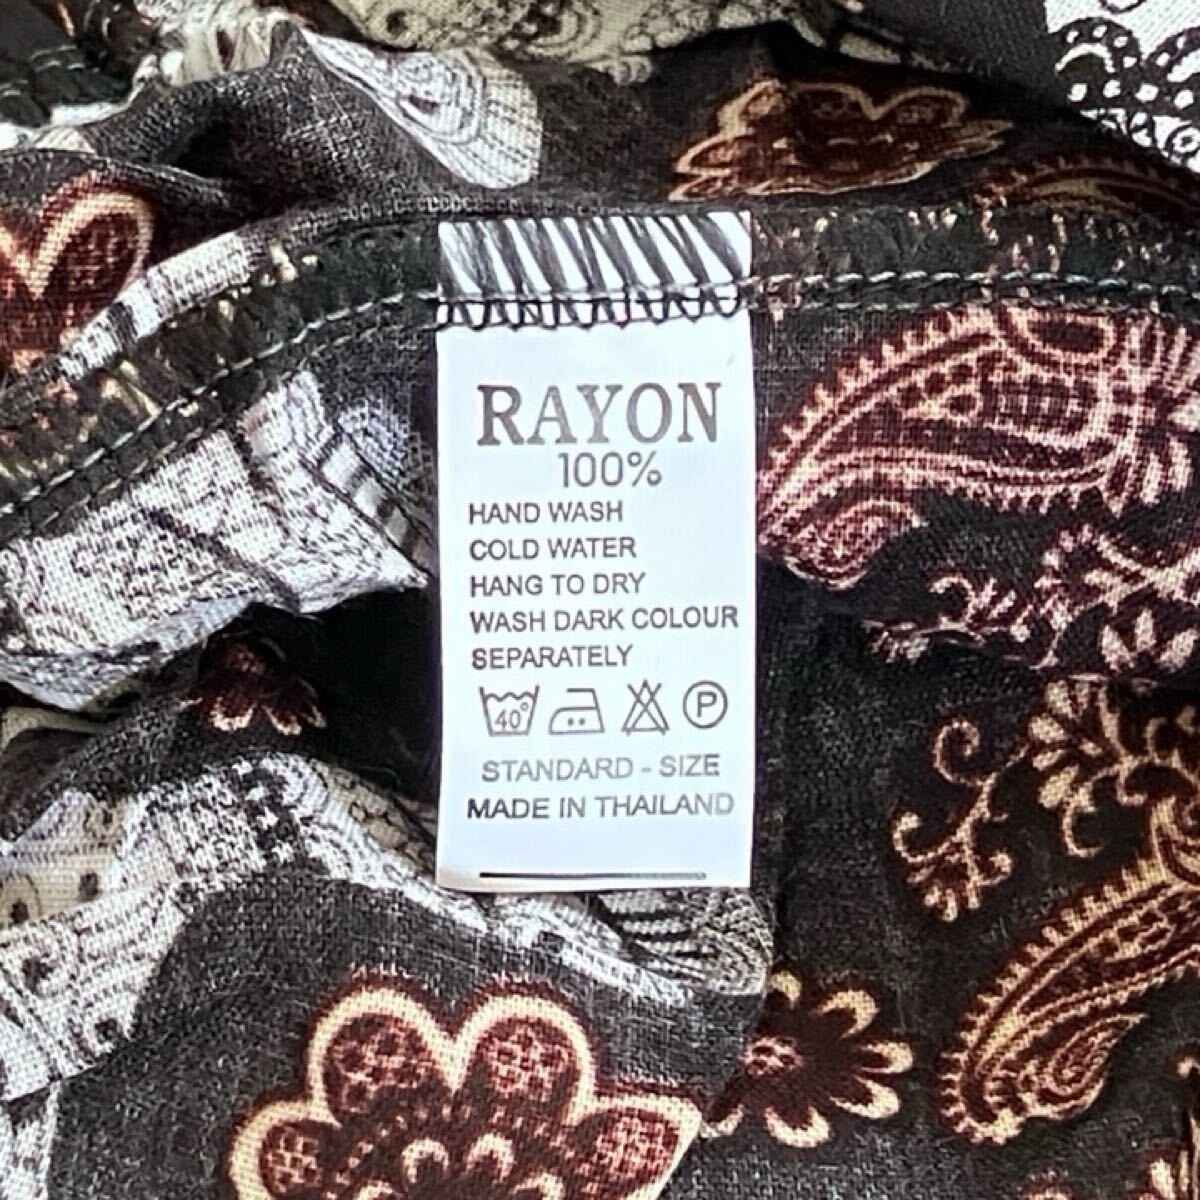 RAYON
100%
HAND WASH
COLD WATER
HANG TO DRY
WASH DARK COLOUR
SEPARATELY
40° P
STANDARD - SIZE
MADE IN THAILAND